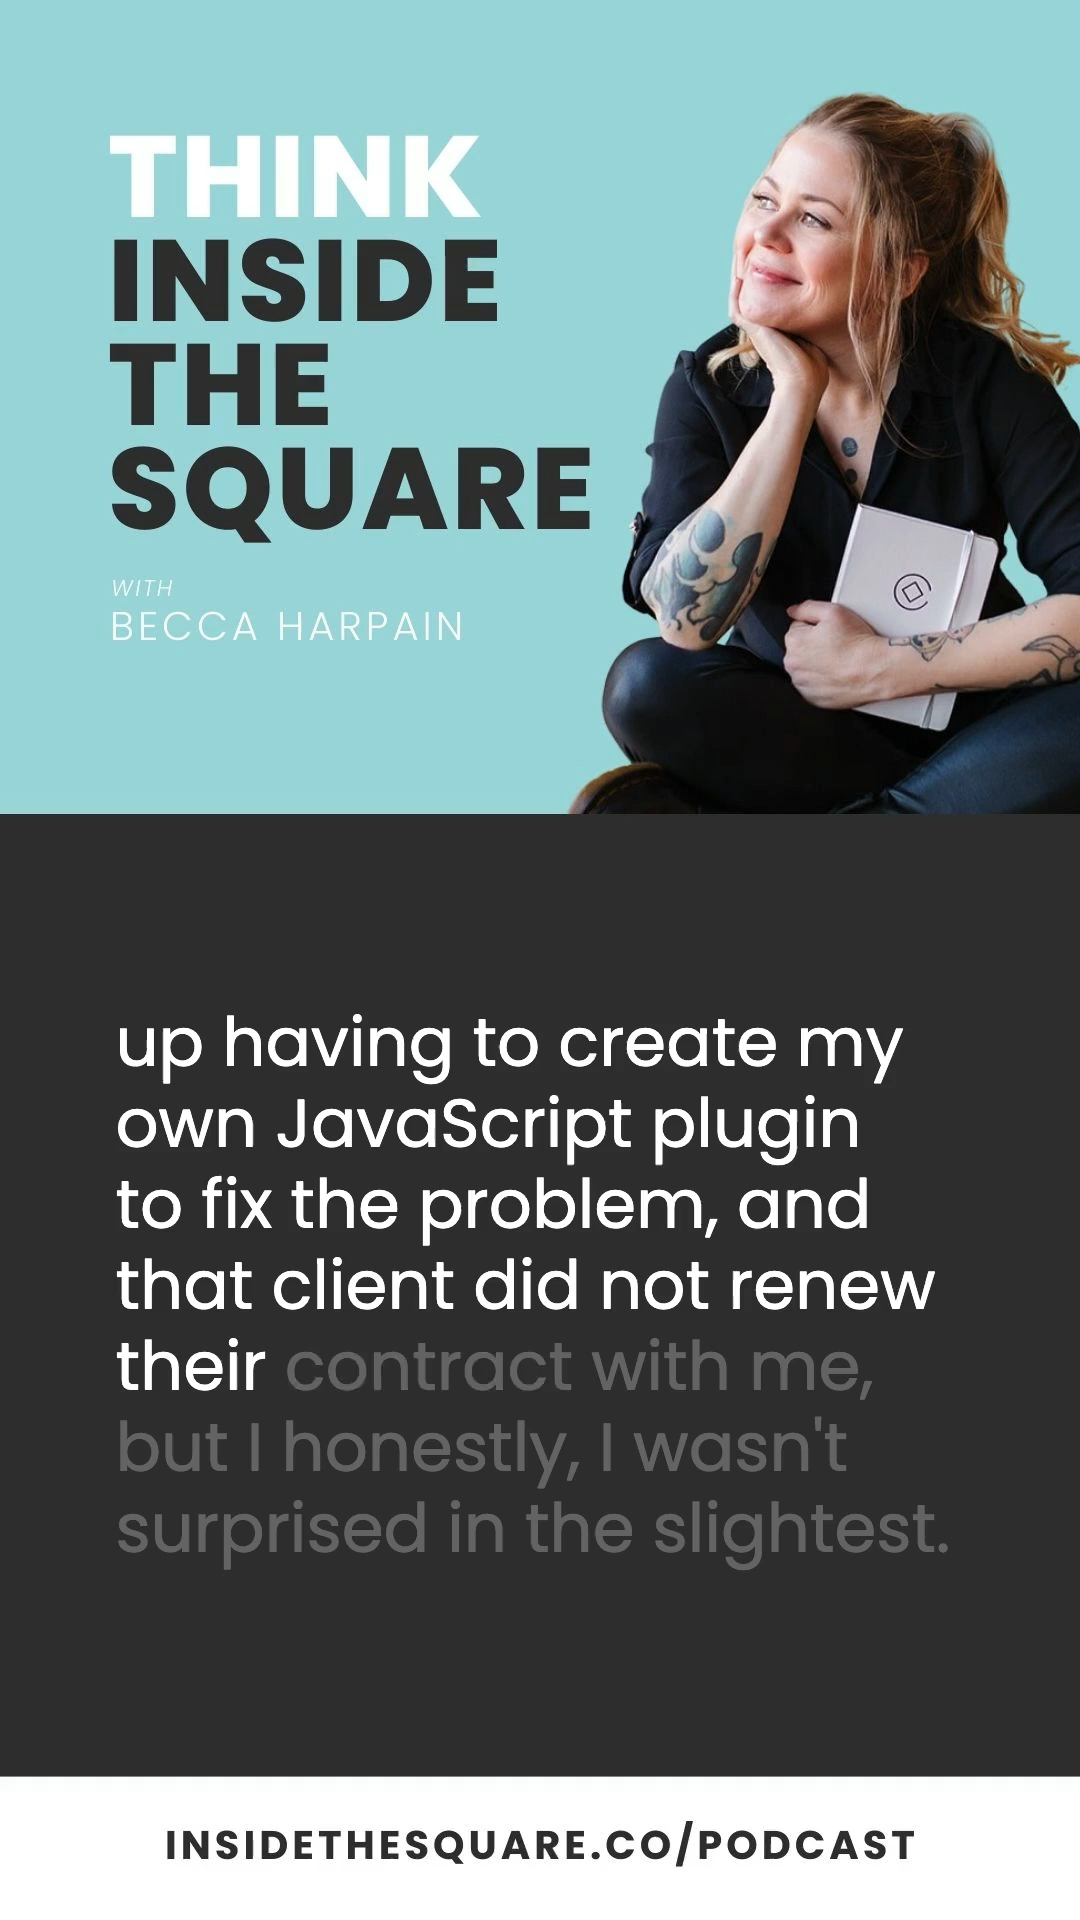 THINK
INSIDE
THE
SQUARE
WITH
BECCA HARPAIN
up having to create my
own JavaScript plugin
to fix the problem, and
that client did not renew
their contract with me,
but I honestly, I wasn't
surprised in the slightest.
INSIDETHESQUARE.CO/PODCAST